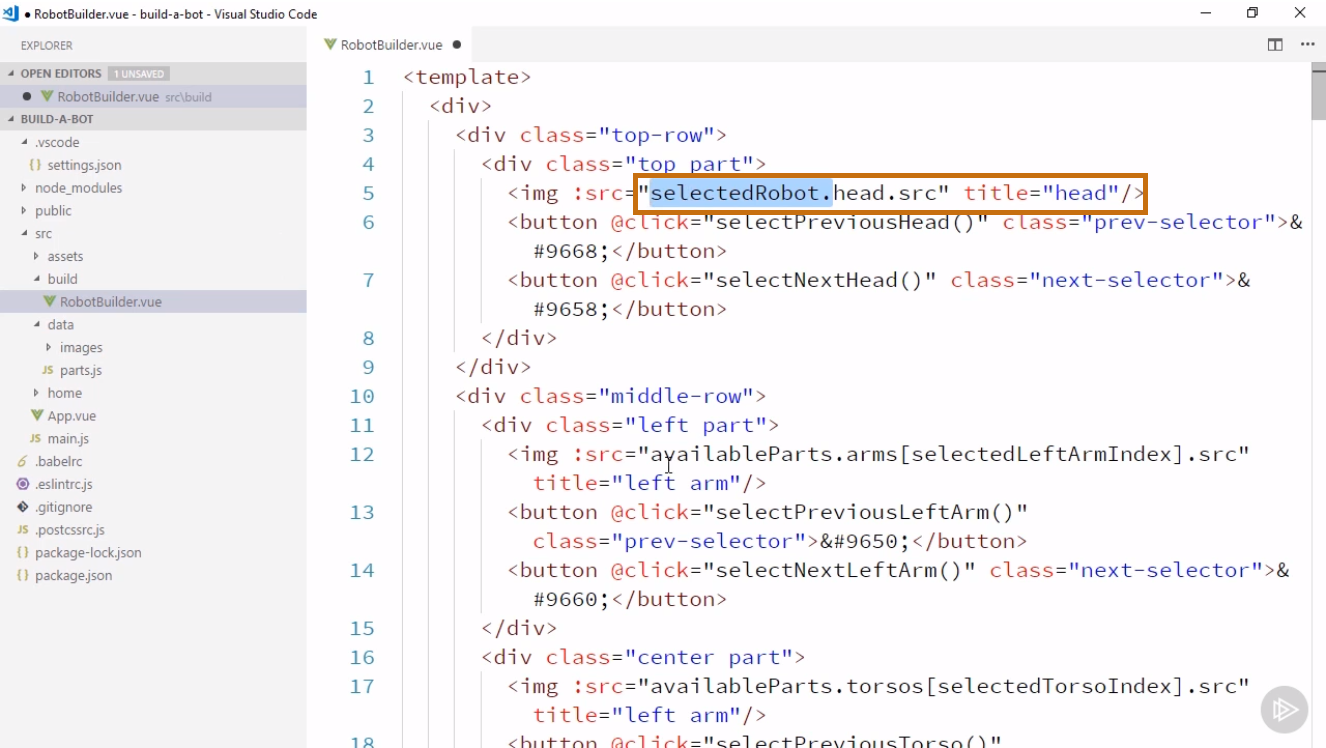 RobotBuilder.vue - build-a-bot - Visual Studio Code
EXPLORER
RobotBuilder.vue
OPEN EDITORS 1 UNSAVED
RobotBuilder.vue src\build
BUILD-A-BOT
.vscode
{} settings.json
node_modules
public
src
assets
build
RobotBuilder.vue
data
images
JS parts.js
home
App.vue
JS main.js
.babelrc
.eslintrc.js
.gitignore
JS .postcssrc.js
{} package-lock.json
{} package.json
1 <template>
2 <div>
3 <div class="top-row">
4 <div class="top part">
5 <img :src="selectedRobot.head.src" title="head"/>
6 <button @click="selectPreviousHead()" class="prev-selector">&
#9668;</button>
7 <button @click="selectNextHead()" class="next-selector">&
#9658;</button>
8 </div>
9 </div>
10 <div class="middle-row">
11 <div class="left part">
12 <img :src="availableParts.arms[selectedLeftArmIndex].src"
title="left arm"/>
13 <button @click="selectPreviousLeftArm()"
class="prev-selector">&#9650;</button>
14 <button @click="selectNextLeftArm()" class="next-selector">&
#9660;</button>
15 </div>
16 <div class="center part">
17 <img :src="availableParts.torsos[selectedTorsoIndex].src"
title="left arm"/>
18 <button @click="selectPreviousTorso()"